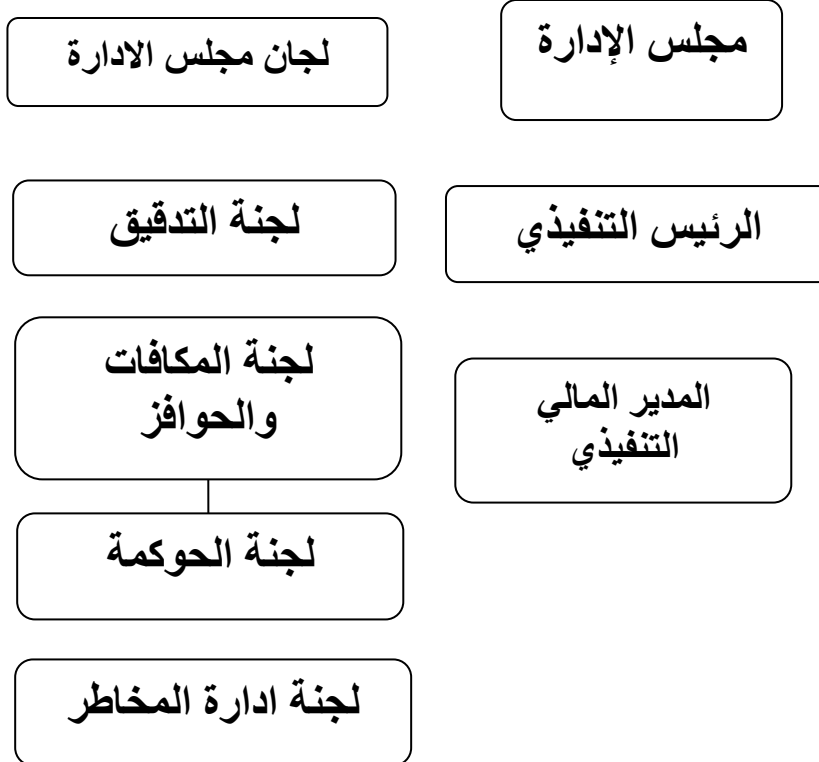 مجلس الإدارة
لجان مجلس الادارة
الرئيس التنفيذي
لجنة التدقيق
المدير المالي
التنفيذي
لجنة المكافات
والحوافز
لجنة الحوكمة
لجنة ادارة المخاطر